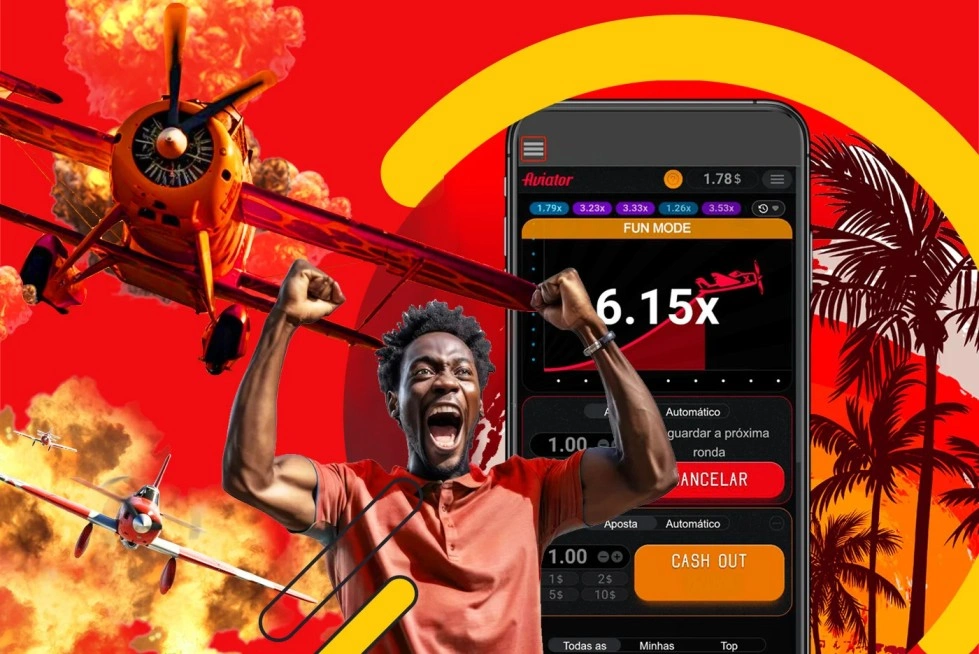 Aviator
1.78$
1.79x
3.23x
3.33x
1.26x
3.53x
FUN MODE
6.15x
Automático
1.00
guardar a próxima
ronda
ANCELAR
Aposta
Automático
1.00
1$
2$
5$
10$
CASH OUT
Todas as
Minhas
Top